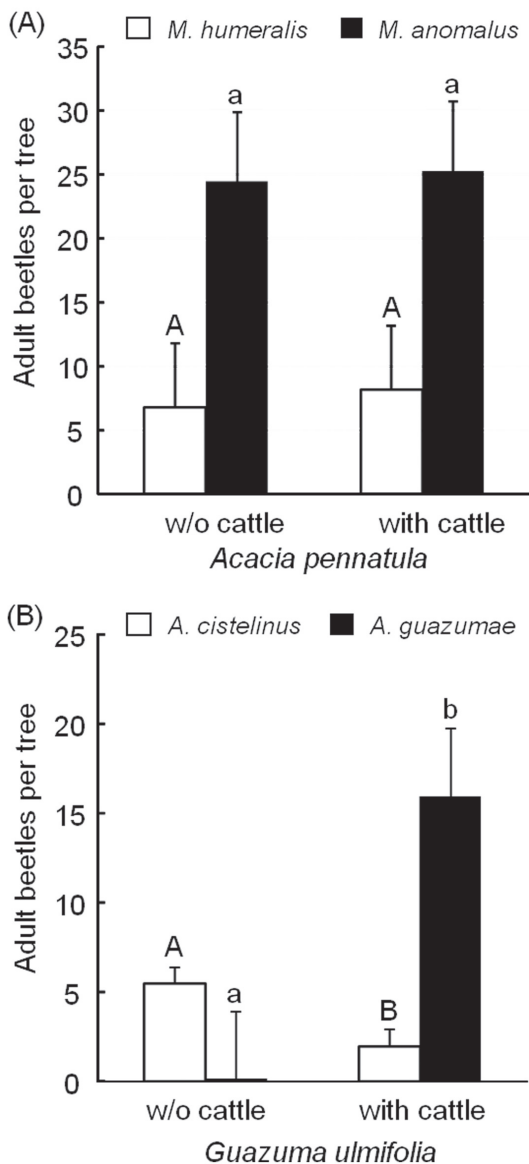 (A)
M. humeralis M. anomalus
35
30
25
20
15
10
5
0
Adult beetles per tree
A
a
A
a
w/o cattle with cattle
Acacia pennatula
(B)
A. cistelinus A. guazumae
25
20
15
10
5
0
Adult beetles per tree
A
a
B
b
w/o cattle with cattle
Guazuma ulmifolia